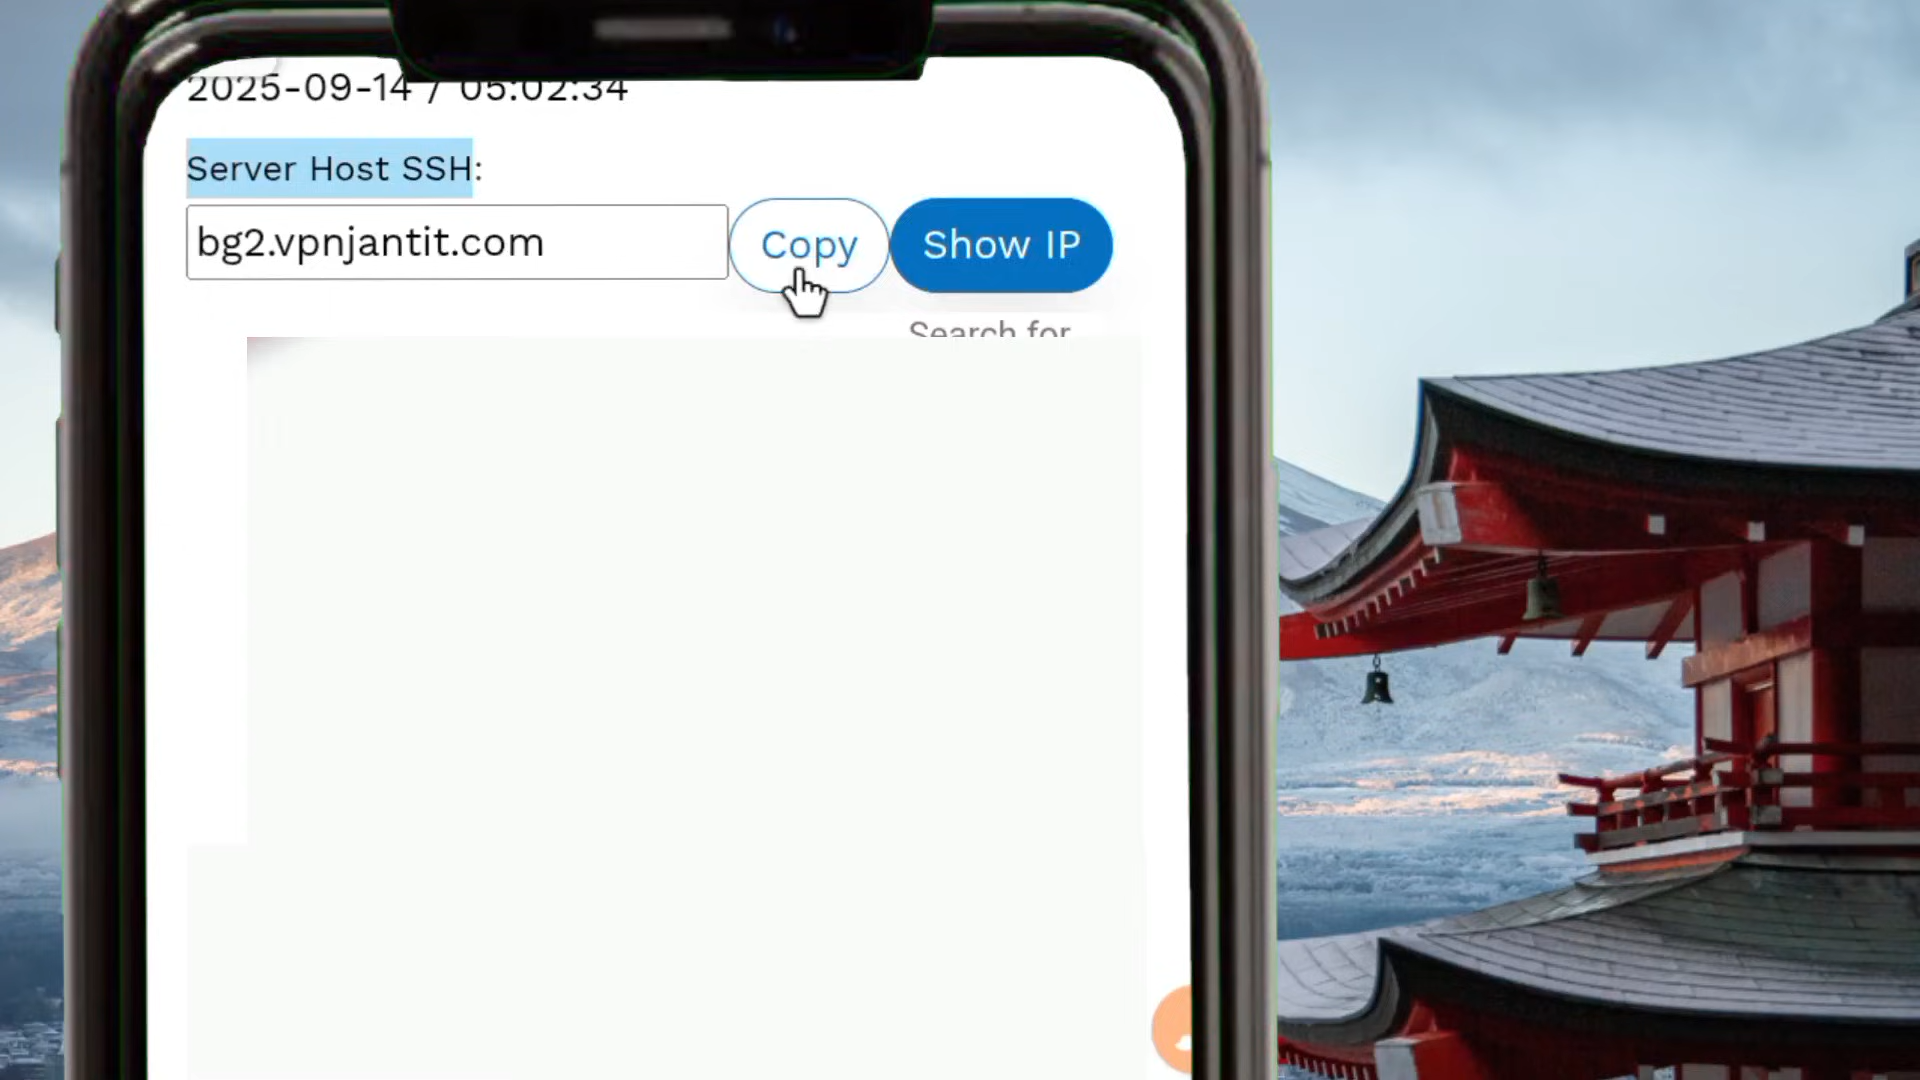 2025-09-14 / 05:02:34
Server Host SSH:
bg2.vpnjantit.com Copy Show IP
Search for